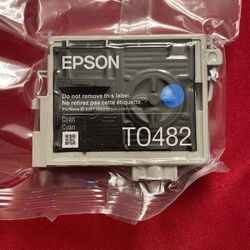 EPSON
Do not remove this label.
Ne retirez pas cette étiquette.
Cyan
Cyan
T0482